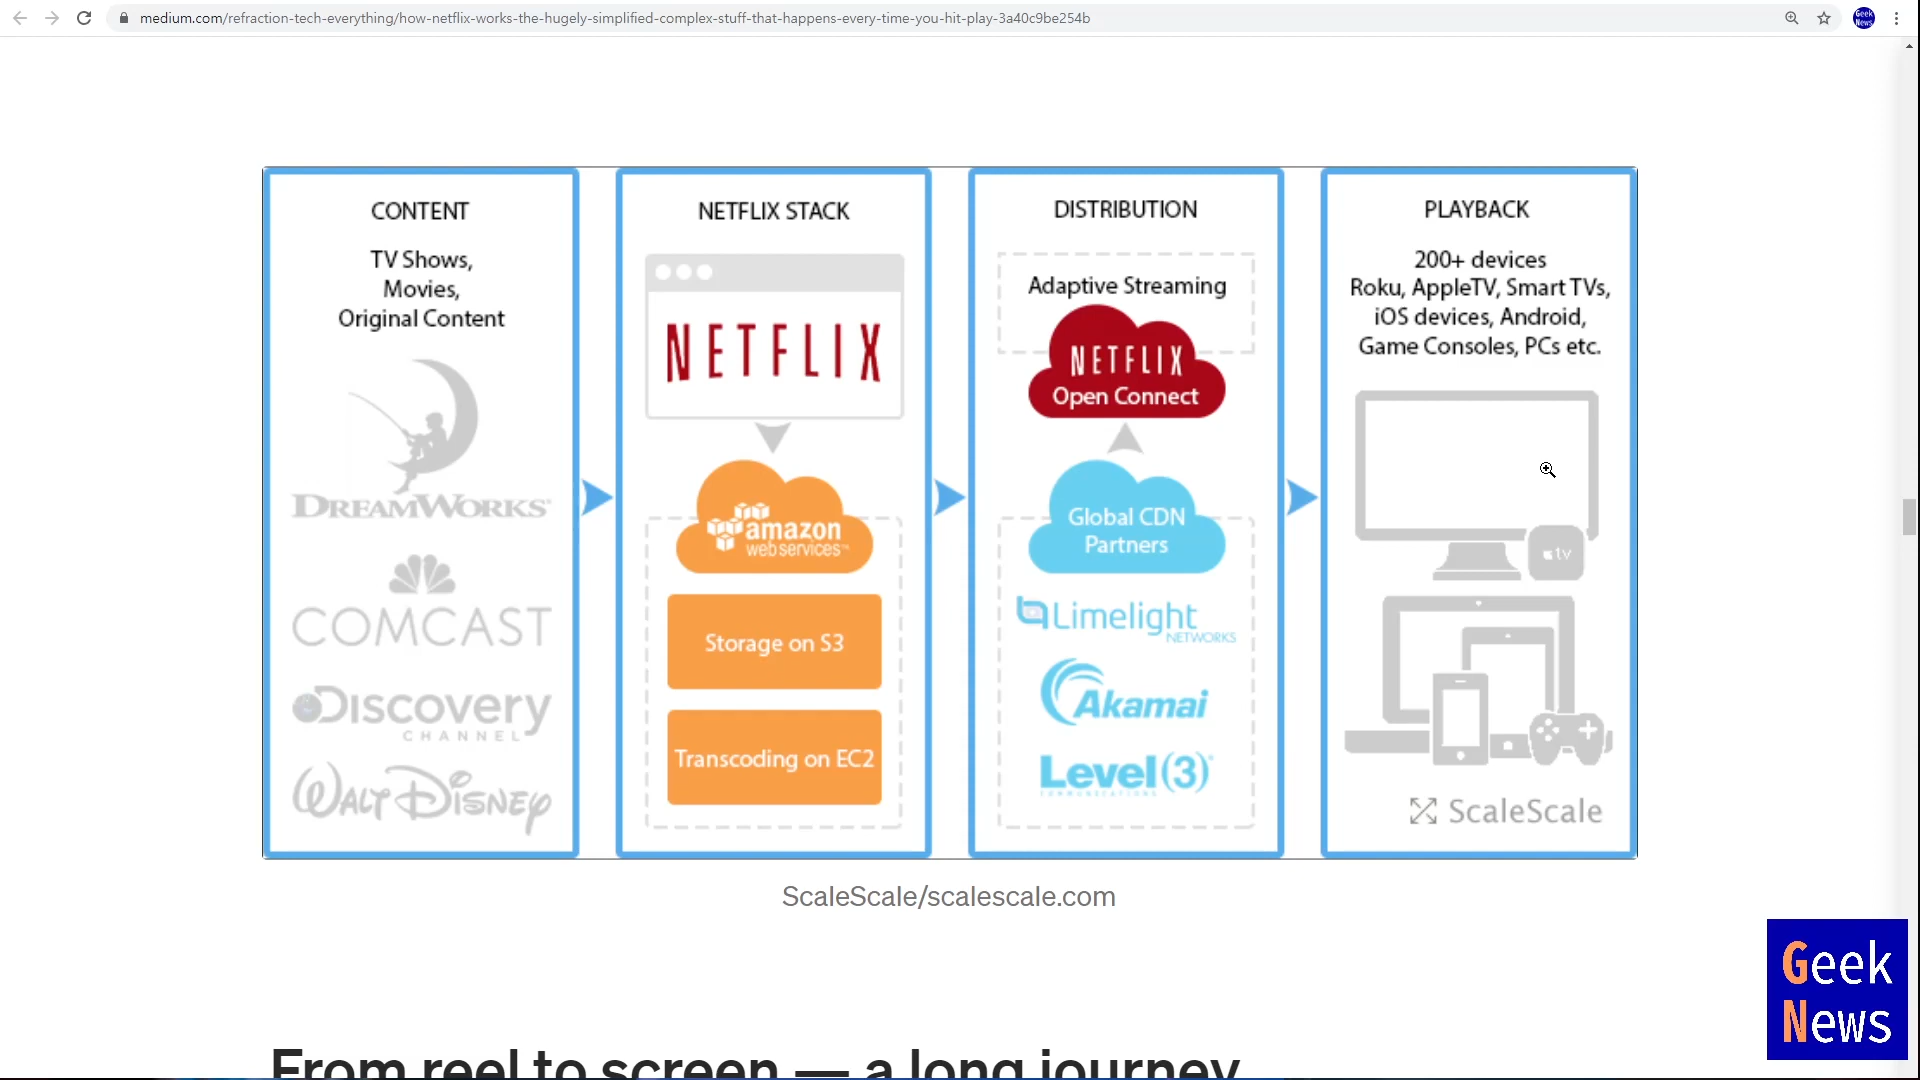 medium.com/refraction-tech-everything/how-netflix-works-the-hugely-simplified-complex-stuff-that-happens-every-time-you-hit-play-3a40c9be254b
Geek
News
CONTENT
TV Shows,
Movies,
Original Content
DREAMWORKS
COMCAST
Discovery
CHANNEL
WALT DISNEY
NETFLIX STACK
NETFLIX
amazon
web services™
Storage on S3
Transcoding on EC2
DISTRIBUTION
Adaptive Streaming
NETFLIX
Open Connect
Global CDN
Partners
Limelight
NETWORKS
Akamai
Level(3)
COMMUNICATIONS
PLAYBACK
200+ devices
Roku, AppleTV, Smart TVs,
iOS devices, Android,
Game Consoles, PCs etc.
tv
ScaleScale
ScaleScale/scalescale.com
From reel to screen — a long journey
Geek
News